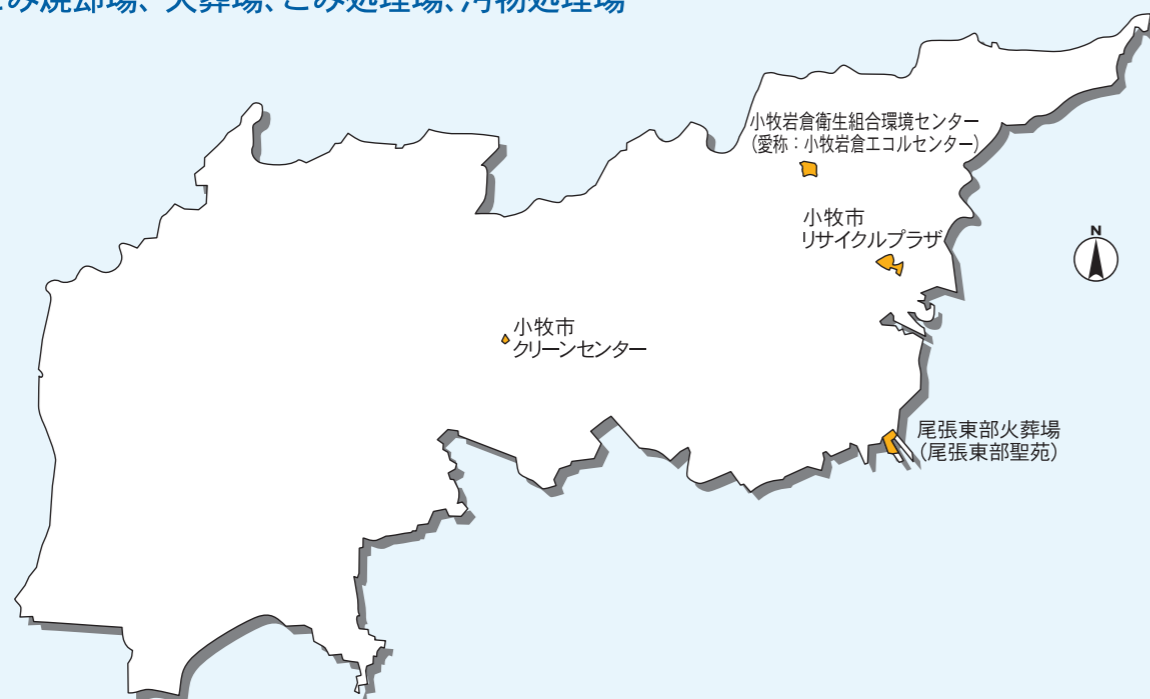 ごみ焼却場、火葬場、ごみ処理場、汚物処理場
小牧岩倉衛生組合環境センター
(愛称：小牧岩倉エコルセンター)
小牧市
リサイクルプラザ
N
小牧市
クリーンセンター
尾張東部火葬場
(尾張東部聖苑)